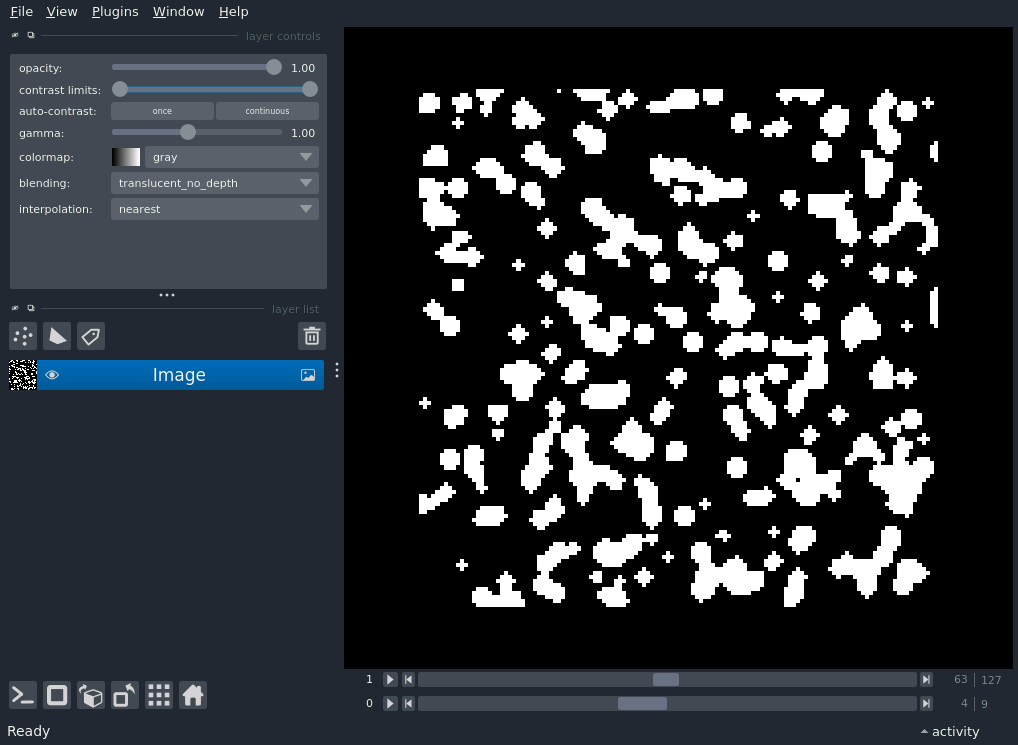 File View Plugins Window Help
layer controls
opacity: 1.00
contrast limits:
auto-contrast: once continuous
gamma: 1.00
colormap: gray
blending: translucent_no_depth
interpolation: nearest
layer list
Image
1 63 127
0 4 9
Ready activity